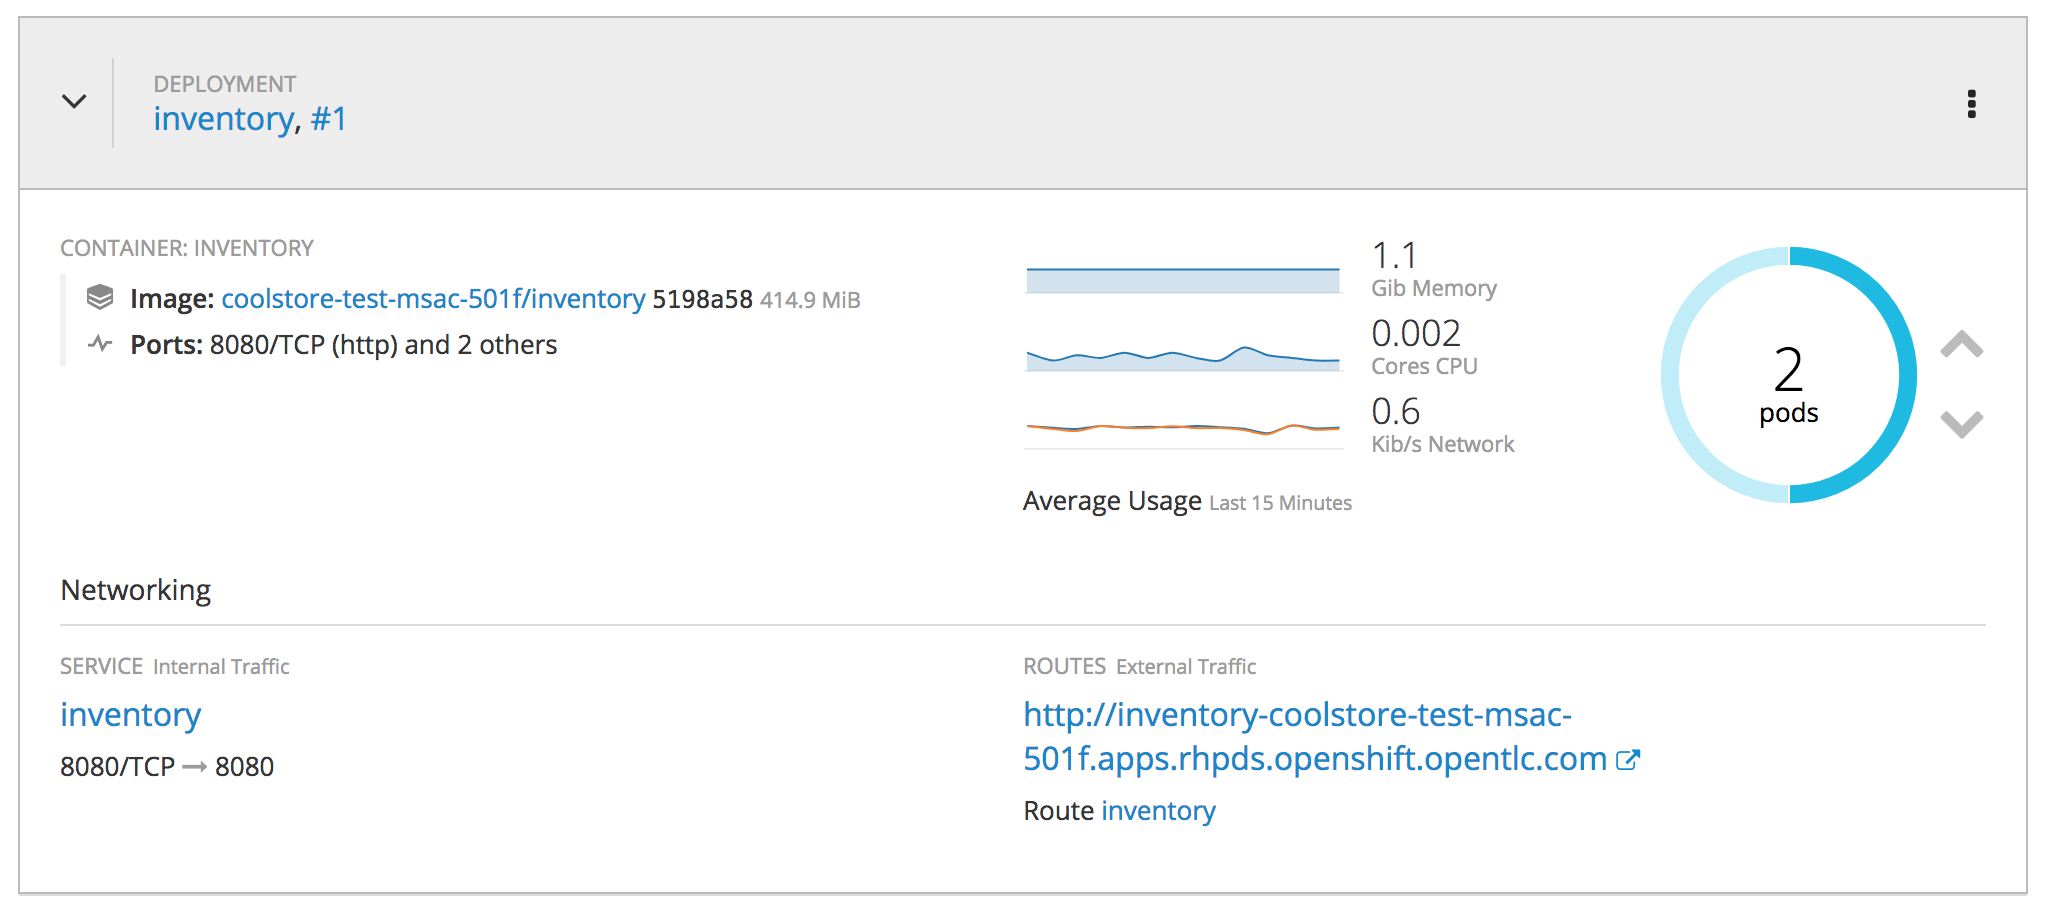 DEPLOYMENT
inventory, #1
CONTAINER: INVENTORY
Image: coolstore-test-msac-501f/inventory 5198a58 414.9 MiB
Ports: 8080/TCP (http) and 2 others
1.1
Gib Memory
0.002
Cores CPU
0.6
Kib/s Network
Average Usage Last 15 Minutes
2
pods
Networking
SERVICE Internal Traffic
inventory
8080/TCP → 8080
ROUTES External Traffic
http://inventory-coolstore-test-msac-
501f.apps.rhpds.openshift.opentlc.com
Route inventory